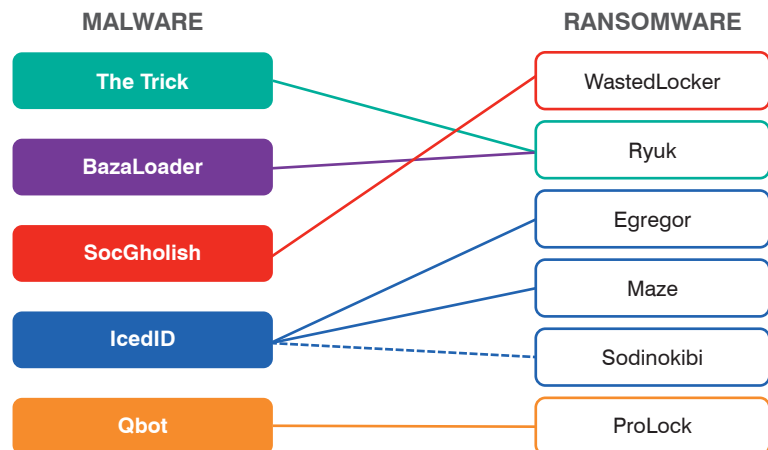 MALWARE
RANSOMWARE
The Trick
WastedLocker
BazaLoader
Ryuk
SocGholish
Egregor
IcedID
Maze
Sodinokibi
Qbot
ProLock